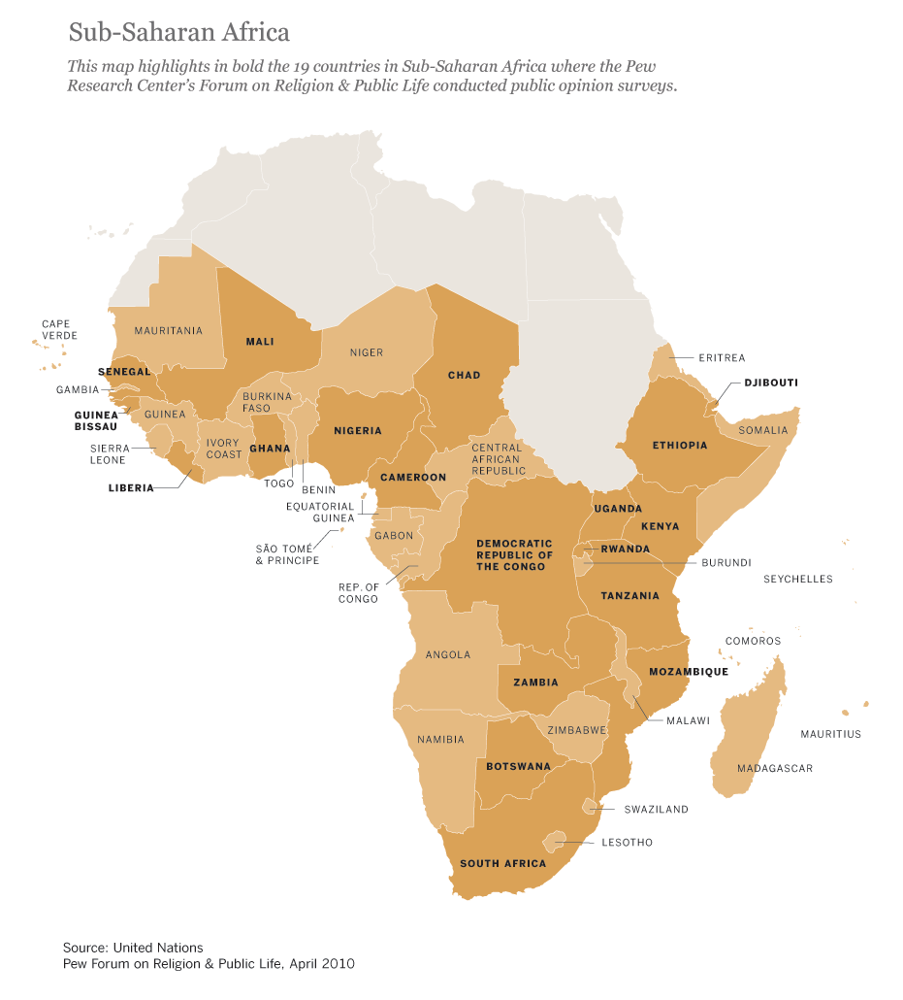 Sub-Saharan Africa
This map highlights in bold the 19 countries in Sub-Saharan Africa where the Pew
Research Center's Forum on Religion & Public Life conducted public opinion surveys.
CAPE
VERDE
MAURITANIA
MALI
NIGER
CHAD
ERITREA
SENEGAL
DJIBOUTI
GAMBIA
BURKINA
FASO
GUINEA
BISSAU
GUINEA
NIGERIA
SOMALIA
SIERRA
LEONE
IVORY
COAST
GHANA
CENTRAL
AFRICAN
REPUBLIC
ETHIOPIA
LIBERIA
TOGO
BENIN
CAMEROON
EQUATORIAL
GUINEA
UGANDA
KENYA
GABON
SÃO TOMÉ
& PRINCIPE
DEMOCRATIC
REPUBLIC OF
THE CONGO
RWANDA
BURUNDI
SEYCHELLES
REP. OF
CONGO
TANZANIA
COMOROS
ANGOLA
ZAMBIA
MOZAMBIQUE
MALAWI
NAMIBIA
ZIMBABWE
MAURITIUS
BOTSWANA
MADAGASCAR
SWAZILAND
LESOTHO
SOUTH AFRICA
Source: United Nations
Pew Forum on Religion & Public Life, April 2010